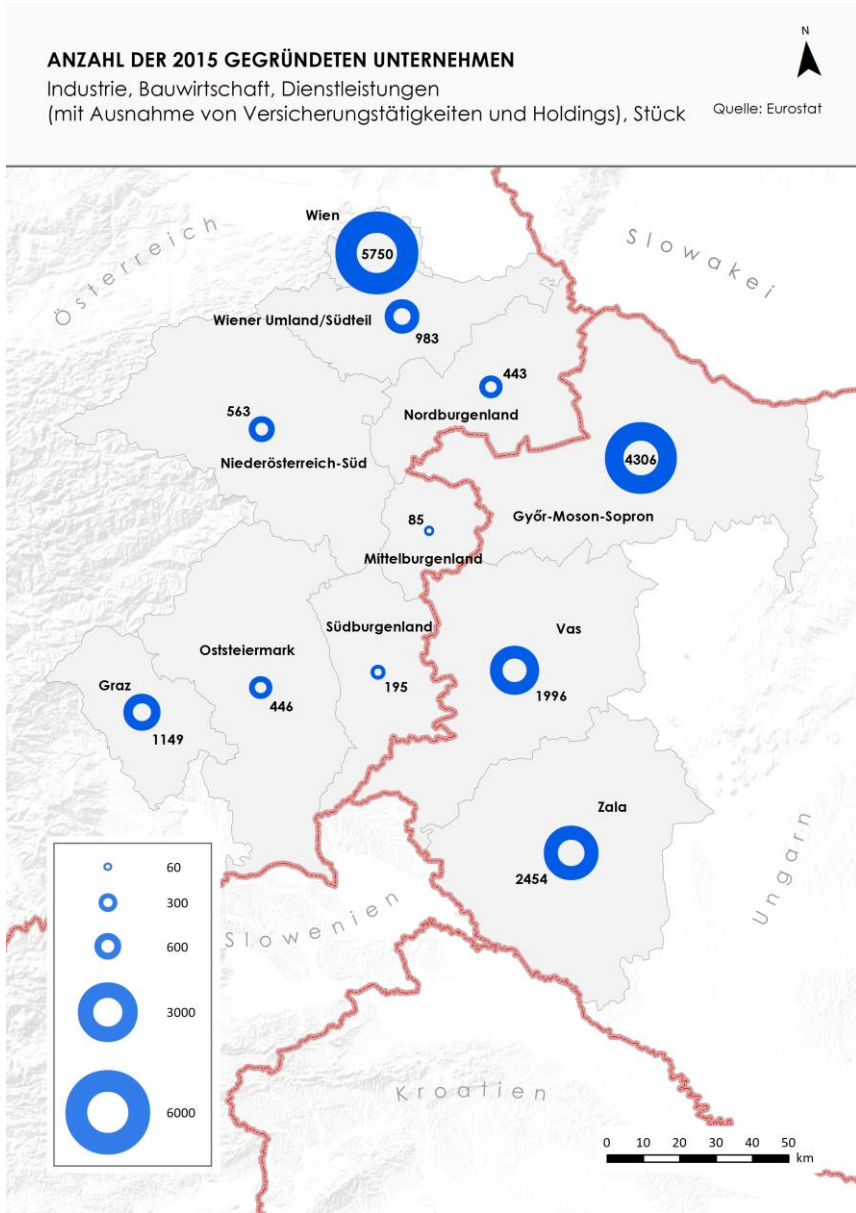 ANZAHL DER 2015 GEGRÜNDETEN UNTERNEHMEN
Industrie, Bauwirtschaft, Dienstleistungen
(mit Ausnahme von Versicherungstätigkeiten und Holdings), Stück
N
Quelle: Eurostat
Österreich
Slowakei
Wien
5750
Wiener Umland/Südteil
983
443
Nordburgenland
563
Niederösterreich-Süd
4306
Győr-Moson-Sopron
85
Mittelburgenland
Südburgenland
195
Vas
1996
Oststeiermark
446
Graz
1149
Zala
2454
Ungarn
Slowenien
Kroatien
60
300
600
3000
6000
0 10 20 30 40 50
km